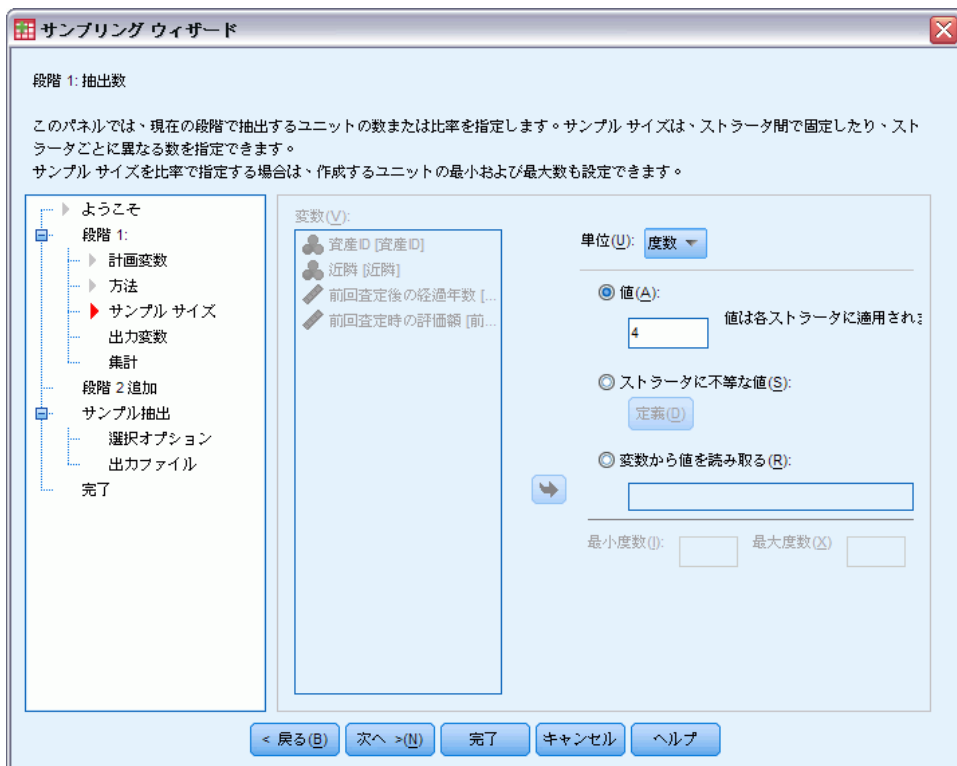 サンプリング ウィザード
段階 1: 抽出数
このパネルでは、現在の段階で抽出するユニットの数または比率を指定します。サンプル サイズは、ストラータ間で固定したり、スト
ラータごとに異なる数を指定できます。
サンプル サイズを比率で指定する場合は、作成するユニットの最小および最大数も設定できます。
ようこそ
段階 1:
計画変数
方法
サンプル サイズ
出力変数
集計
段階 2 追加
サンプル抽出
選択オプション
出力ファイル
完了
変数(V):
資産ID [資産ID]
近隣 [近隣]
前回査定後の経過年数 [...
前回査定時の評価額 [前...
単位(U): 度数
値(A):
4
値は各ストラータに適用されま
ストラータに不等な値(S):
定義(D)
変数から値を読み取る(R):
最小度数(I): 最大度数(X)
< 戻る(B) 次へ >(N) 完了 キャンセル ヘルプ